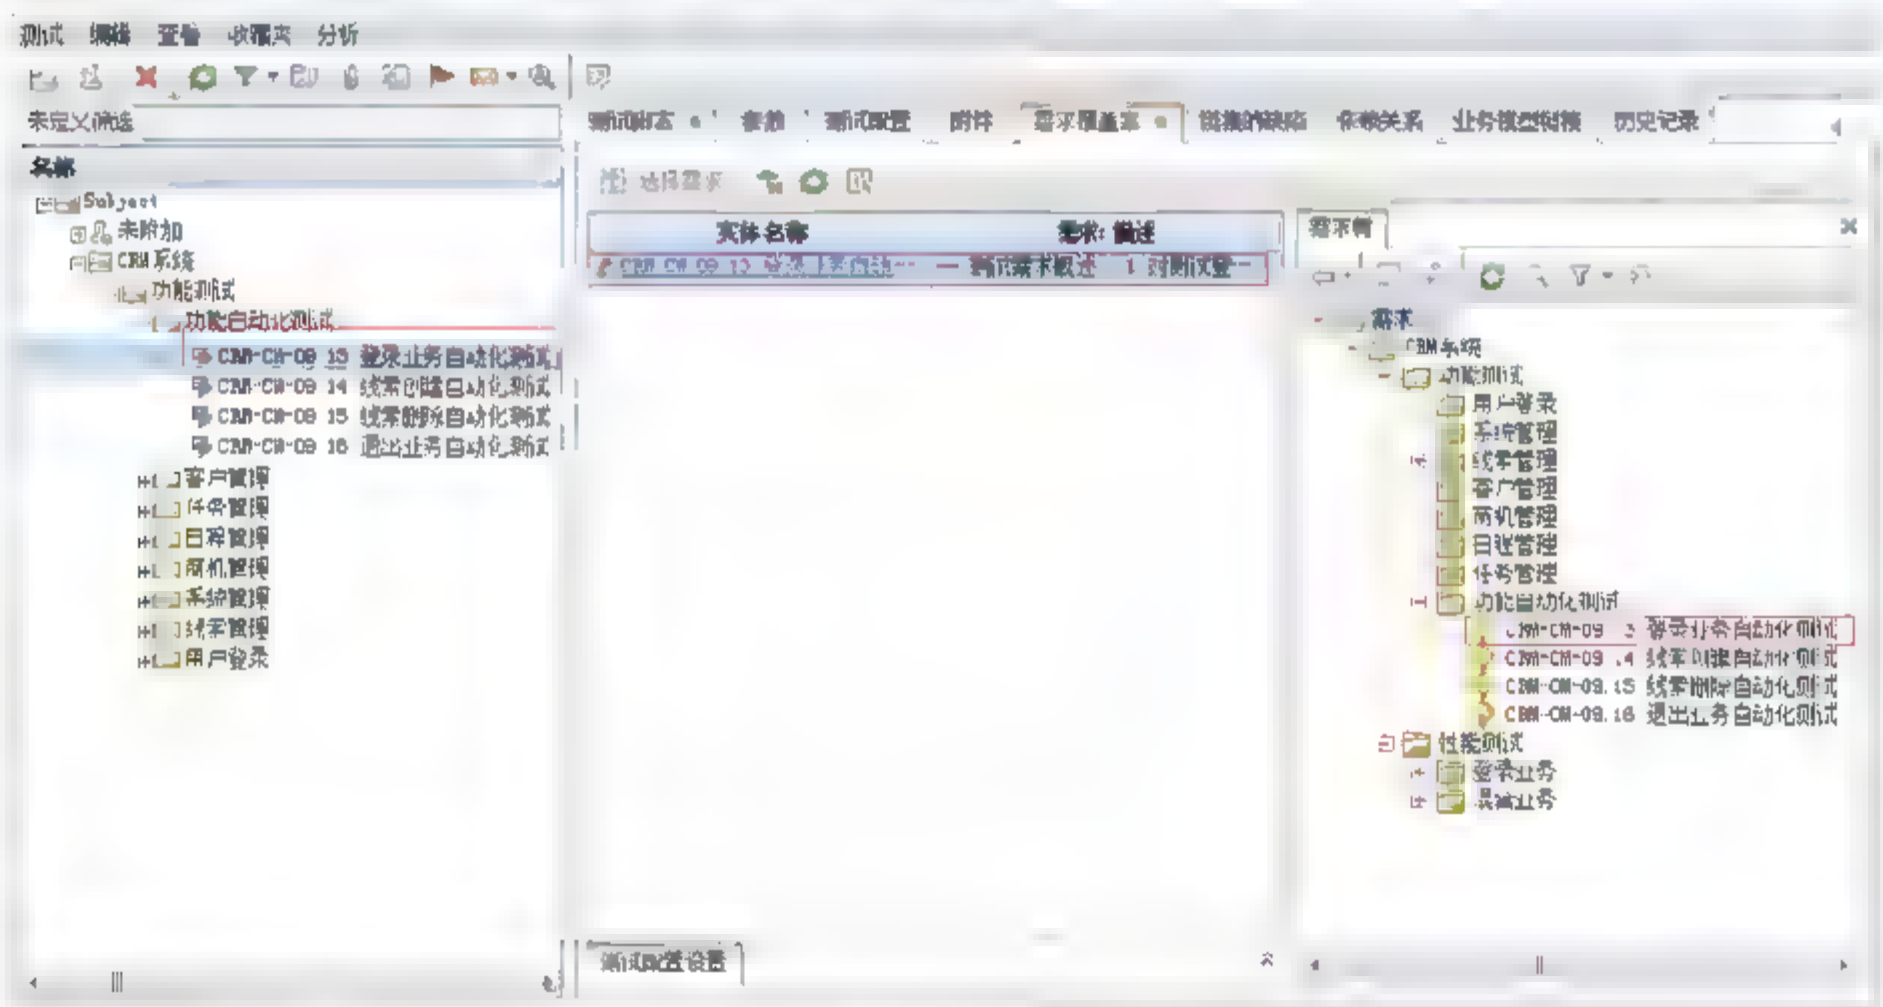 测试 编辑 查看 收藏夹 分析
未定义筛选
名称
Subject
未附加
CRM系统
功能测试
功能自动化测试
CRM-CM-09 13 登录业务自动化测试
CRM-CM-09 14 线索创建自动化测试
CRM-CM-09 15 线索删除自动化测试
CRM-CM-09 16 退出业务自动化测试
客户管理
任务管理
日程管理
商机管理
系统管理
线索管理
用户登录
测试脚本 参数 测试配置 附件 需求覆盖率 链接的缺陷 依赖关系 业务模型链接 历史记录
选择需求
实体名称 需求: 描述
测试配置设置
需求树
需求
CRM系统
功能测试
用户登录
系统管理
线索管理
客户管理
商机管理
日程管理
任务管理
功能自动化测试
登录业务自动化测试
线索创建自动化测试
CRM-CM-09.15 线索删除自动化测试
CRM-CM-09.16 退出业务自动化测试
性能测试
登录业务